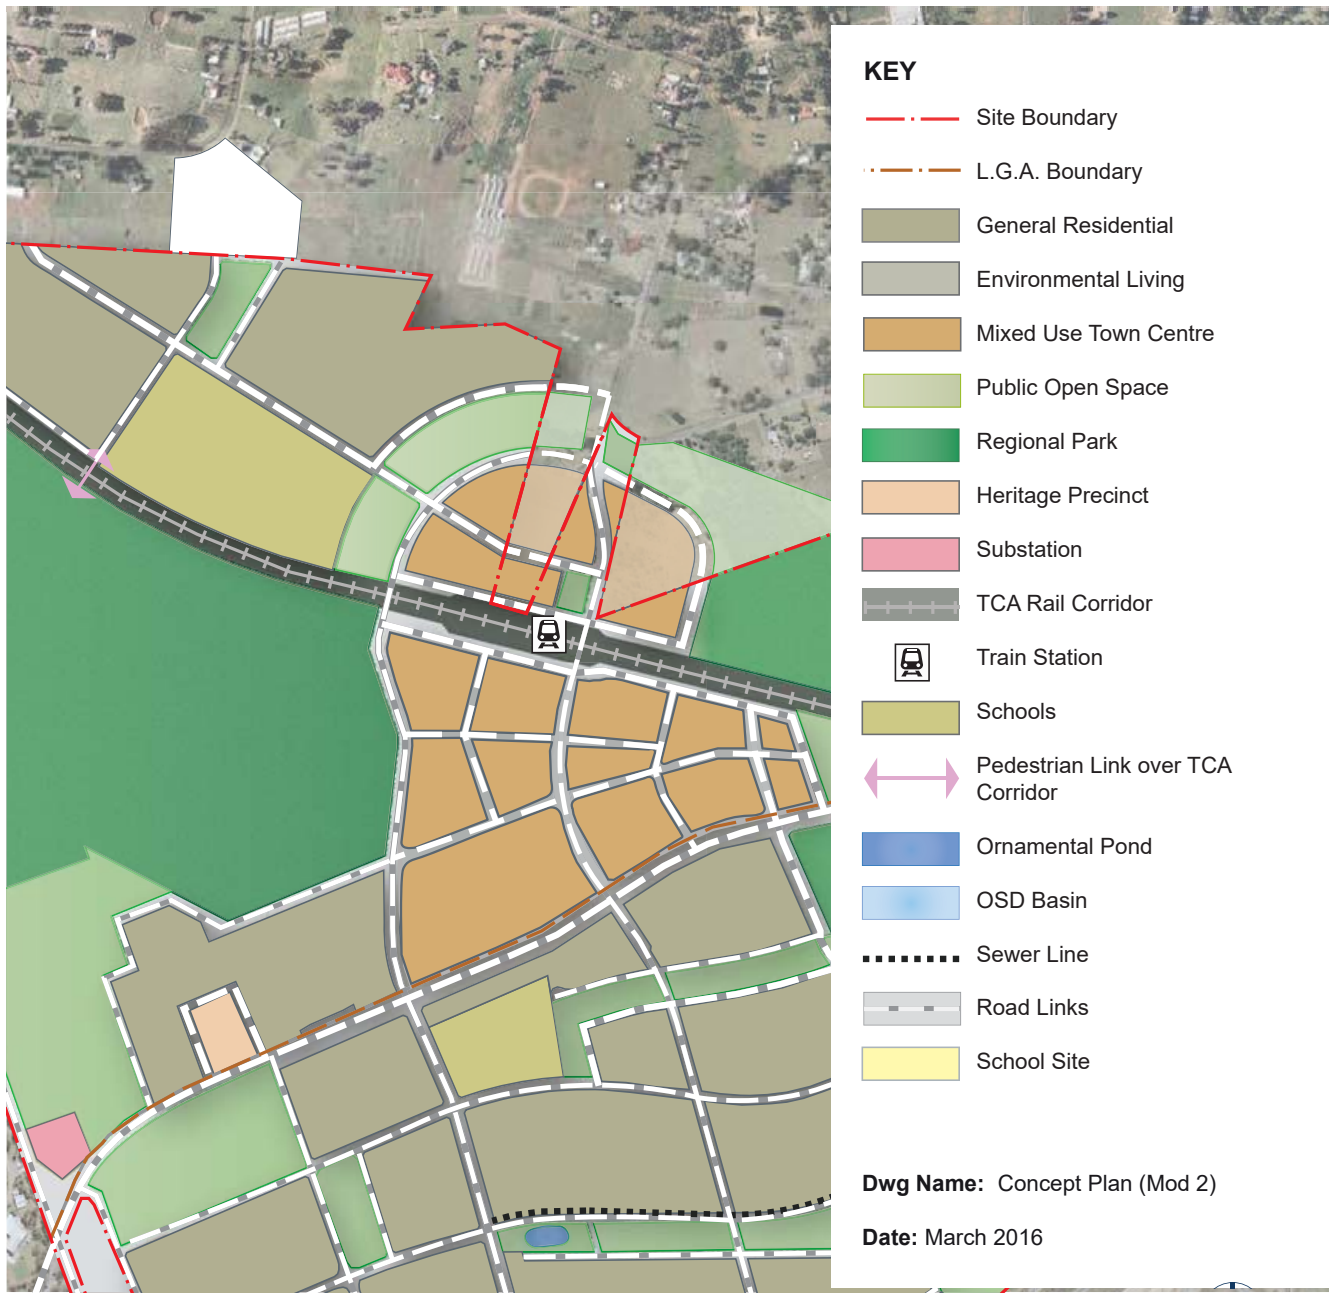 KEY
Site Boundary
L.G.A. Boundary
General Residential
Environmental Living
Mixed Use Town Centre
Public Open Space
Regional Park
Heritage Precinct
Substation
TCA Rail Corridor
Train Station
Schools
Pedestrian Link over TCA
Corridor
Ornamental Pond
OSD Basin
Sewer Line
Road Links
School Site
Dwg Name: Concept Plan (Mod 2)
Date: March 2016